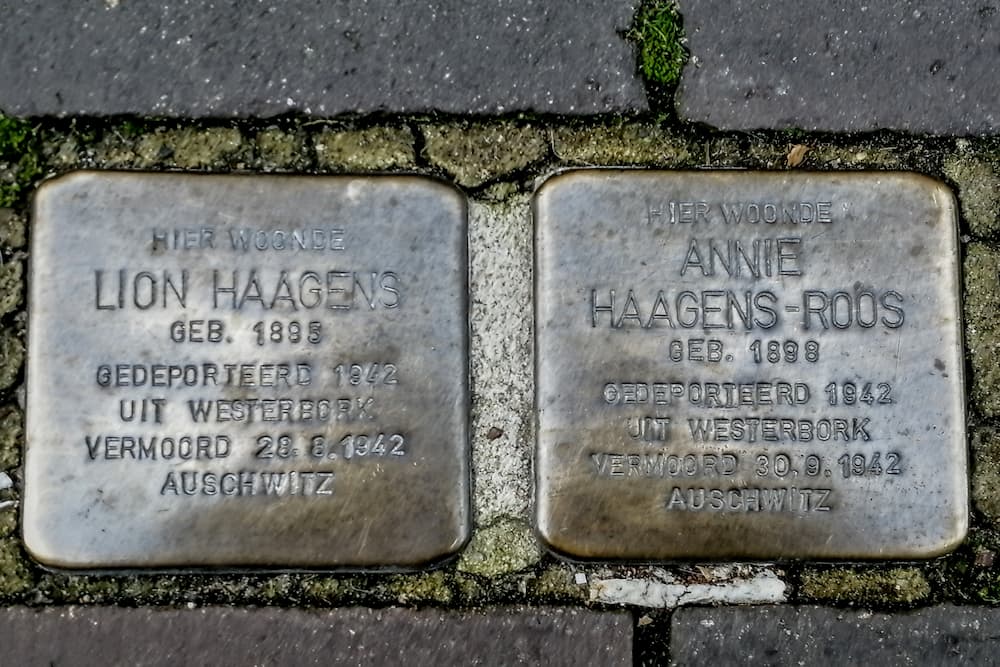 HIER WOONDE
LION HAAGENS
GEB. 1895
GEDEPORTEERD 1942
UIT WESTERBORK
VERMOORD 28.8.1942
AUSCHWITZ
HIER WOONDE
ANNIE
HAAGENS-ROOS
GEB. 1898
GEDEPORTEERD 1942
UIT WESTERBORK
VERMOORD 30.9.1942
AUSCHWITZ